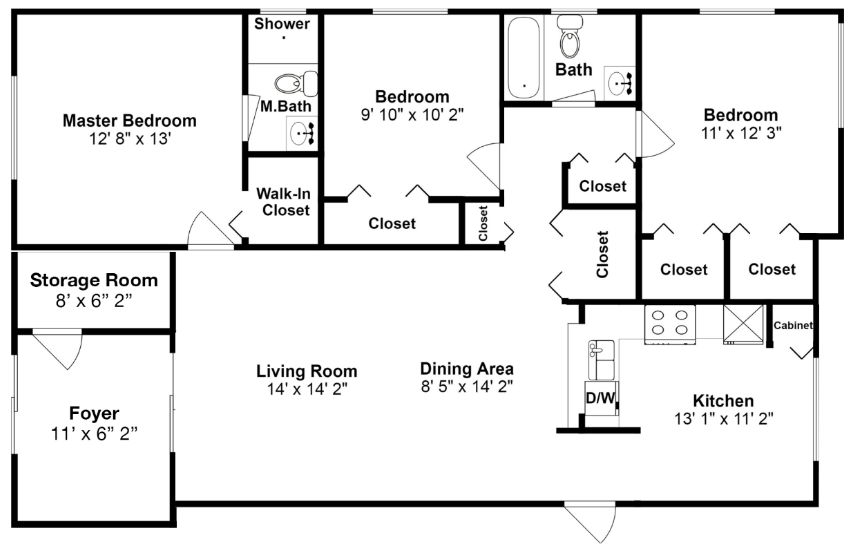 Shower
M.Bath
Master Bedroom
12' 8" x 13'
Bedroom
9' 10" x 10' 2"
Bath
Bedroom
11' x 12' 3"
Walk-In
Closet
Closet
Closet
Closet
Closet
Closet
Closet
Storage Room
8’ x 6” 2”
Cabinet
Living Room
14' x 14' 2"
Dining Area
8' 5" x 14' 2"
D/W
Kitchen
13' 1" x 11' 2"
Foyer
11’ x 6” 2”